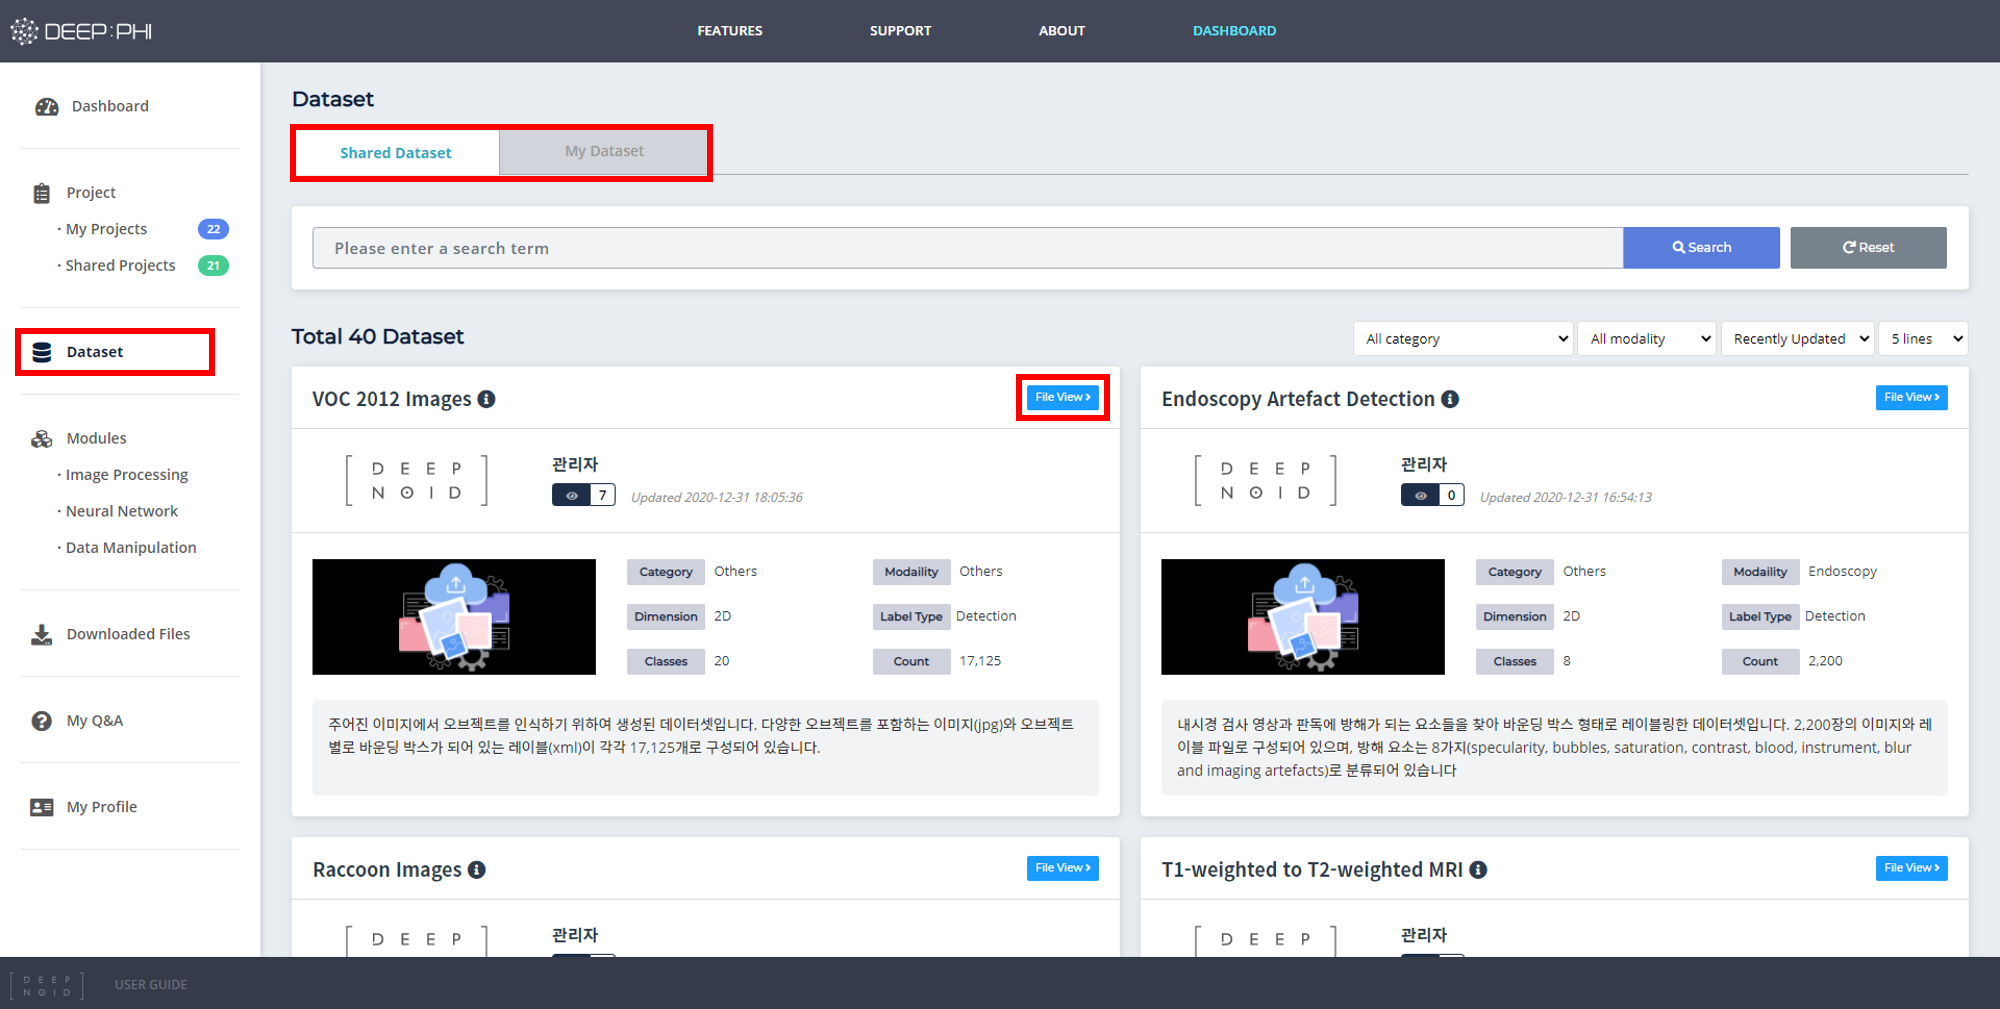 DEEP:PHI
FEATURES SUPPORT ABOUT DASHBOARD
Dashboard
Project
· My Projects 22
· Shared Projects 21
Dataset
Modules
· Image Processing
· Neural Network
· Data Manipulation
Downloaded Files
My Q&A
My Profile
Dataset
Shared Dataset My Dataset
Please enter a search term Search Reset
Total 40 Dataset All category All modality Recently Updated 5 lines
VOC 2012 Images File View
DEEP
NOID
관리자
7 Updated 2020-12-31 18:05:36
Category Others Modaility Others
Dimension 2D Label Type Detection
Classes 20 Count 17,125
주어진 이미지에서 오브젝트를 인식하기 위하여 생성된 데이터셋입니다. 다양한 오브젝트를 포함하는 이미지(jpg)와 오브젝트
별로 바운딩 박스가 되어 있는 레이블(xml)이 각각 17,125개로 구성되어 있습니다.
Endoscopy Artefact Detection File View
DEEP
NOID
관리자
0 Updated 2020-12-31 16:54:13
Category Others Modaility Endoscopy
Dimension 2D Label Type Detection
Classes 8 Count 2,200
내시경 검사 영상과 판독에 방해가 되는 요소들을 찾아 바운딩 박스 형태로 레이블링한 데이터셋입니다. 2,200장의 이미지와 레
이블 파일로 구성되어 있으며, 방해 요소는 8가지(specularity, bubbles, saturation, contrast, blood, instrument, blur
and imaging artefacts)로 분류되어 있습니다
Raccoon Images File View
DEEP
관리자
T1-weighted to T2-weighted MRI File View
DEEP
관리자
DEEP
NOID
USER GUIDE